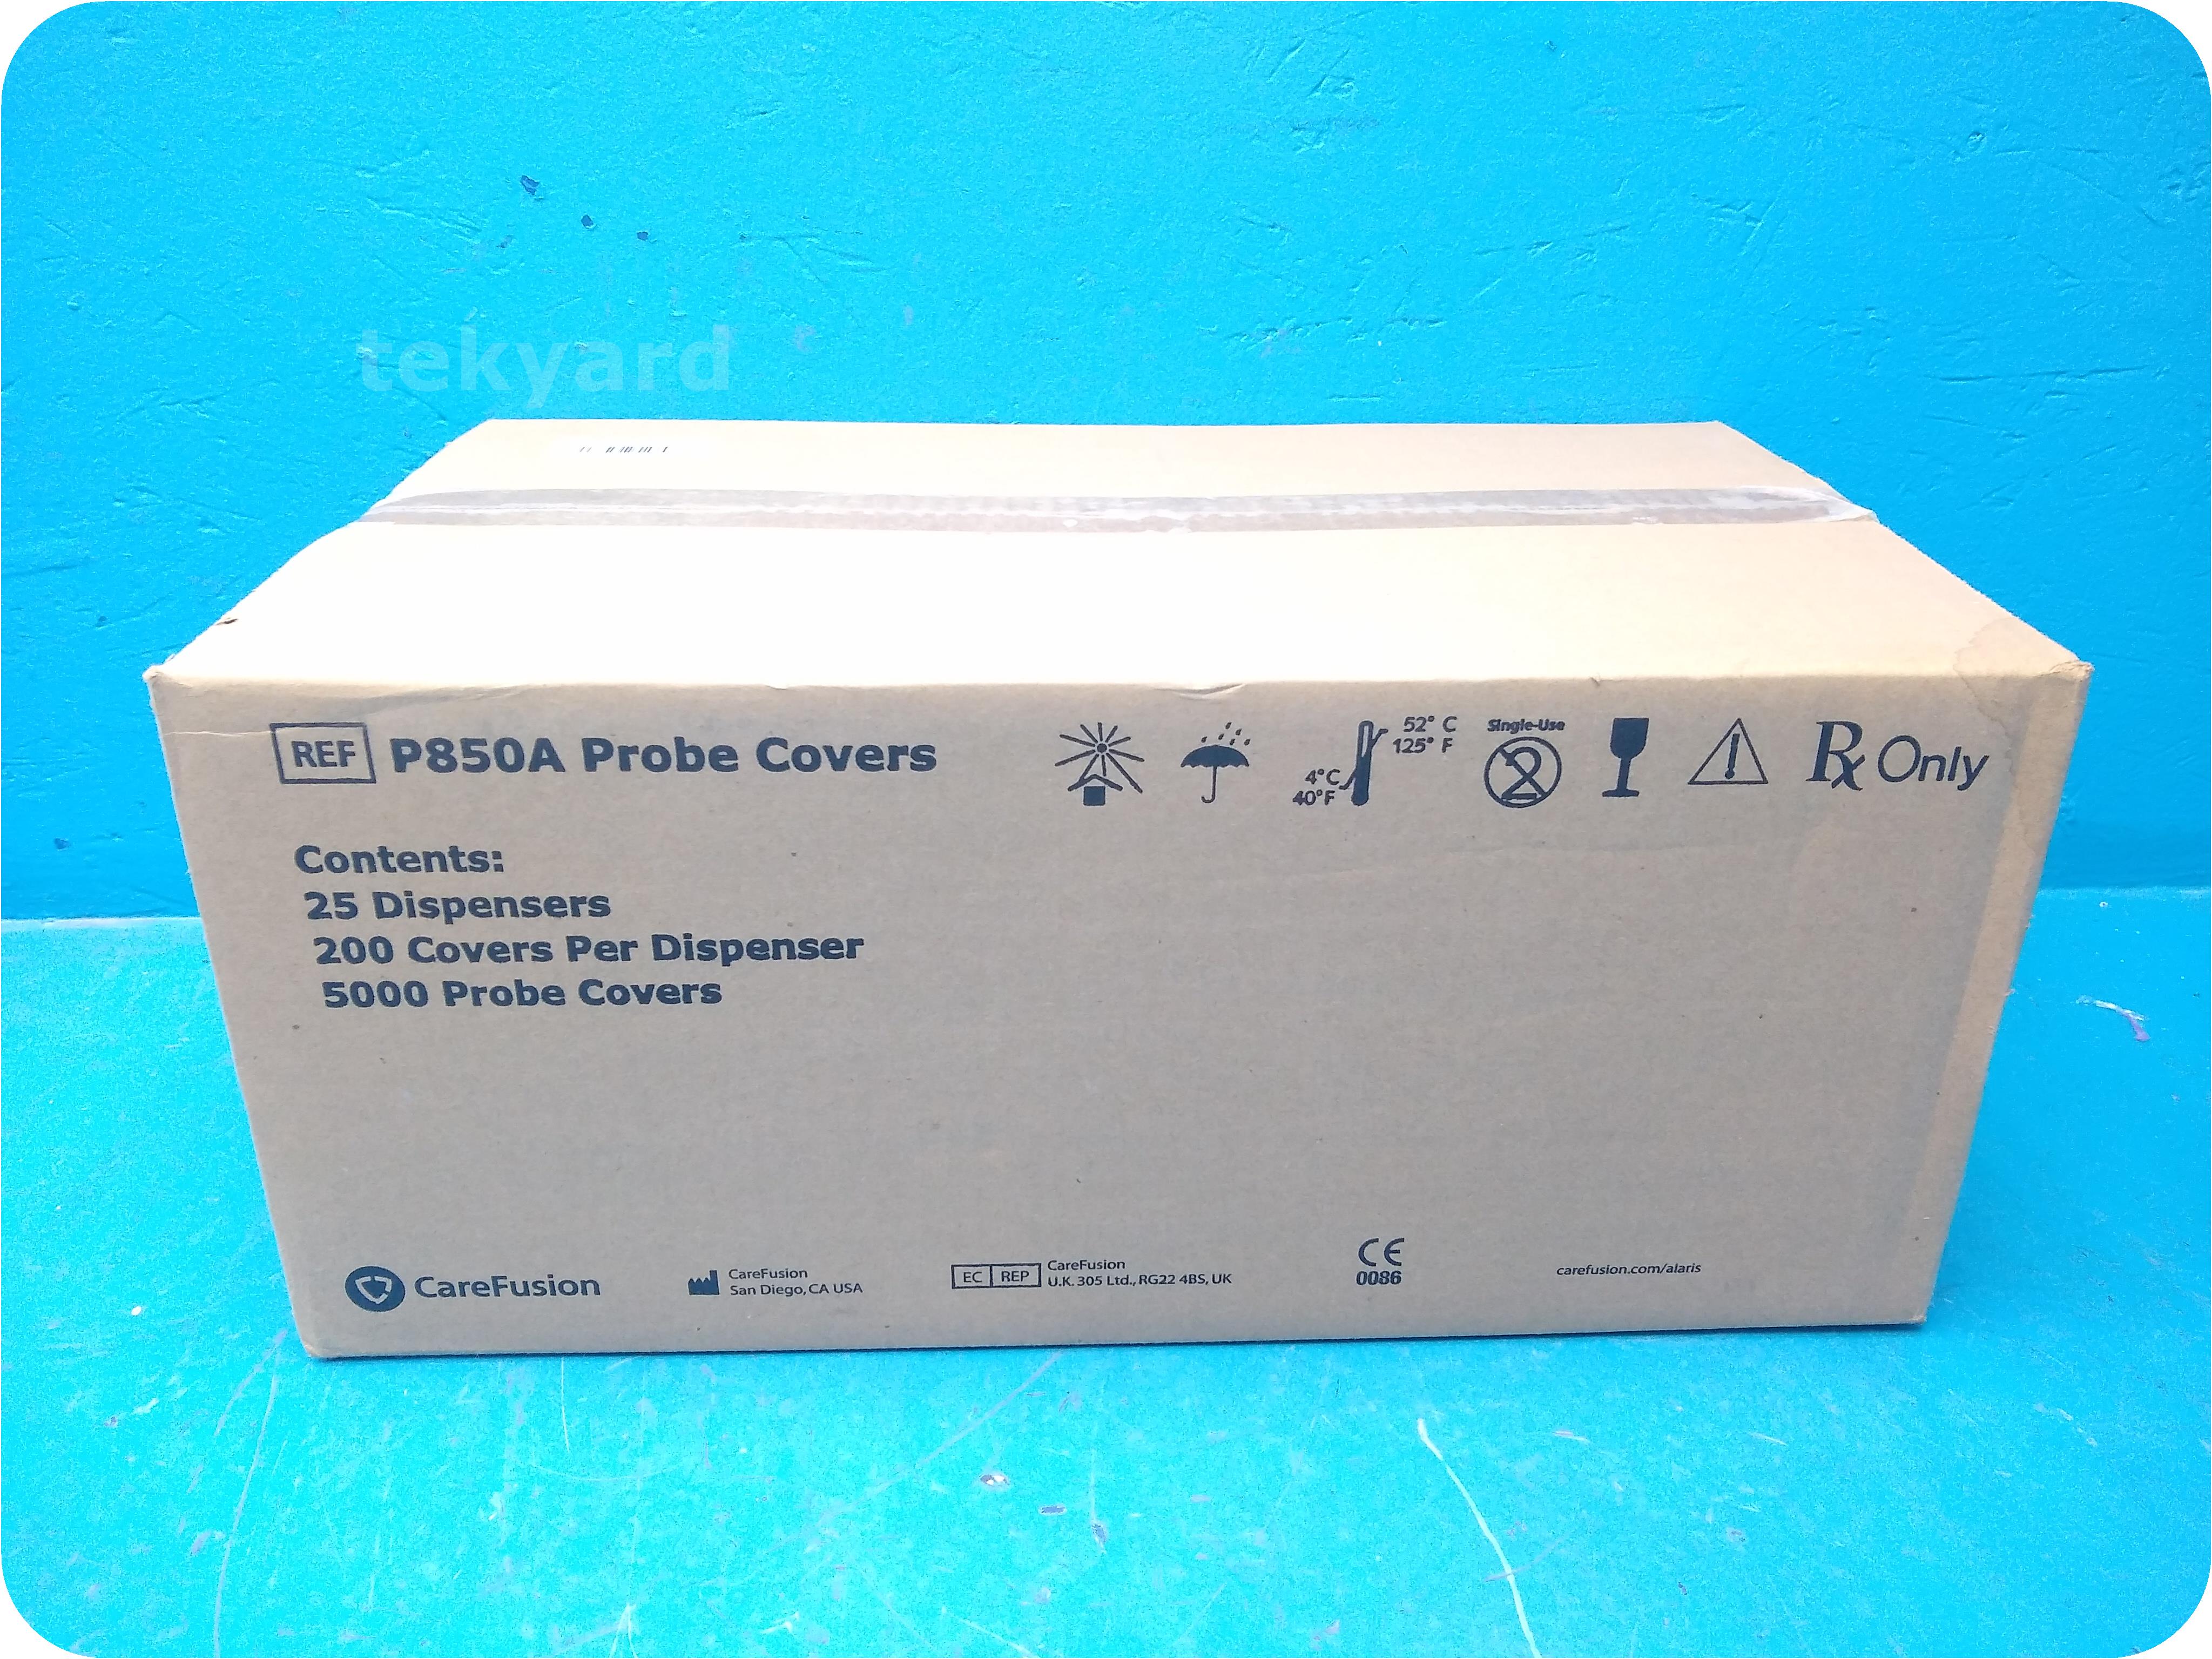 tekyard
REF P850A Probe Covers
52° C
125° F
4°C
40°F
Single-Use
2
Rx Only
Contents:
25 Dispensers
200 Covers Per Dispenser
5000 Probe Covers
CareFusion
CareFusion
San Diego, CA USA
EC REP
CareFusion
U.K. 305 Ltd., RG22 4BS, UK
CE
0086
carefusion.com/alaris